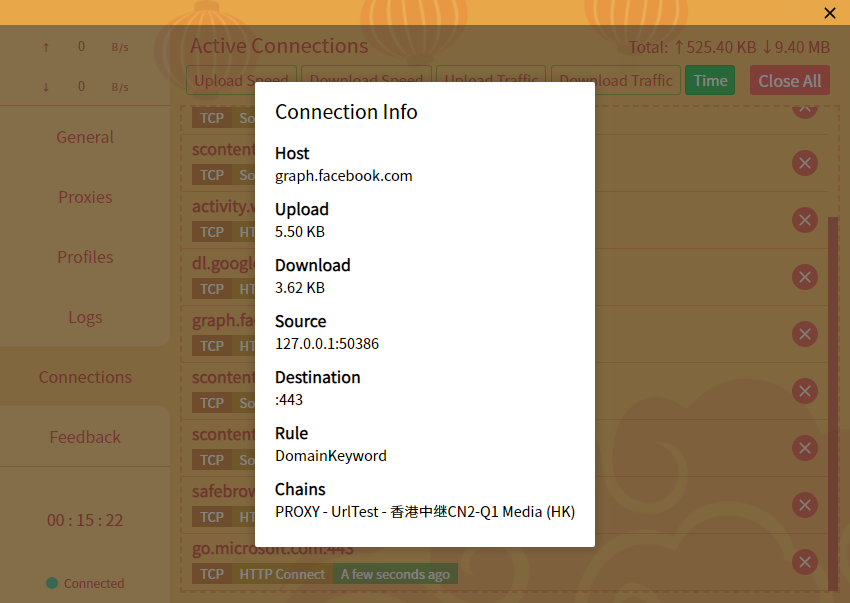 ↑ 0 B/s
↓ 0 B/s
General
Proxies
Profiles
Logs
Connections
Feedback
00 : 15 : 22
Connected
Active Connections
Total: ↑525.40 KB ↓9.40 MB
Upload Speed Download Speed Upload Traffic Download Traffic Time Close All
TCP So
scontent
TCP So
activity.
TCP HT
dl.google
TCP HT
graph.fa
TCP HT
scontent
TCP So
scontent
TCP So
safebrow
TCP HT
go.microsoft.com:443
TCP HTTP Connect A few seconds ago
Connection Info
Host
graph.facebook.com
Upload
5.50 KB
Download
3.62 KB
Source
127.0.0.1:50386
Destination
:443
Rule
DomainKeyword
Chains
PROXY - UrlTest - 香港中继CN2-Q1 Media (HK)